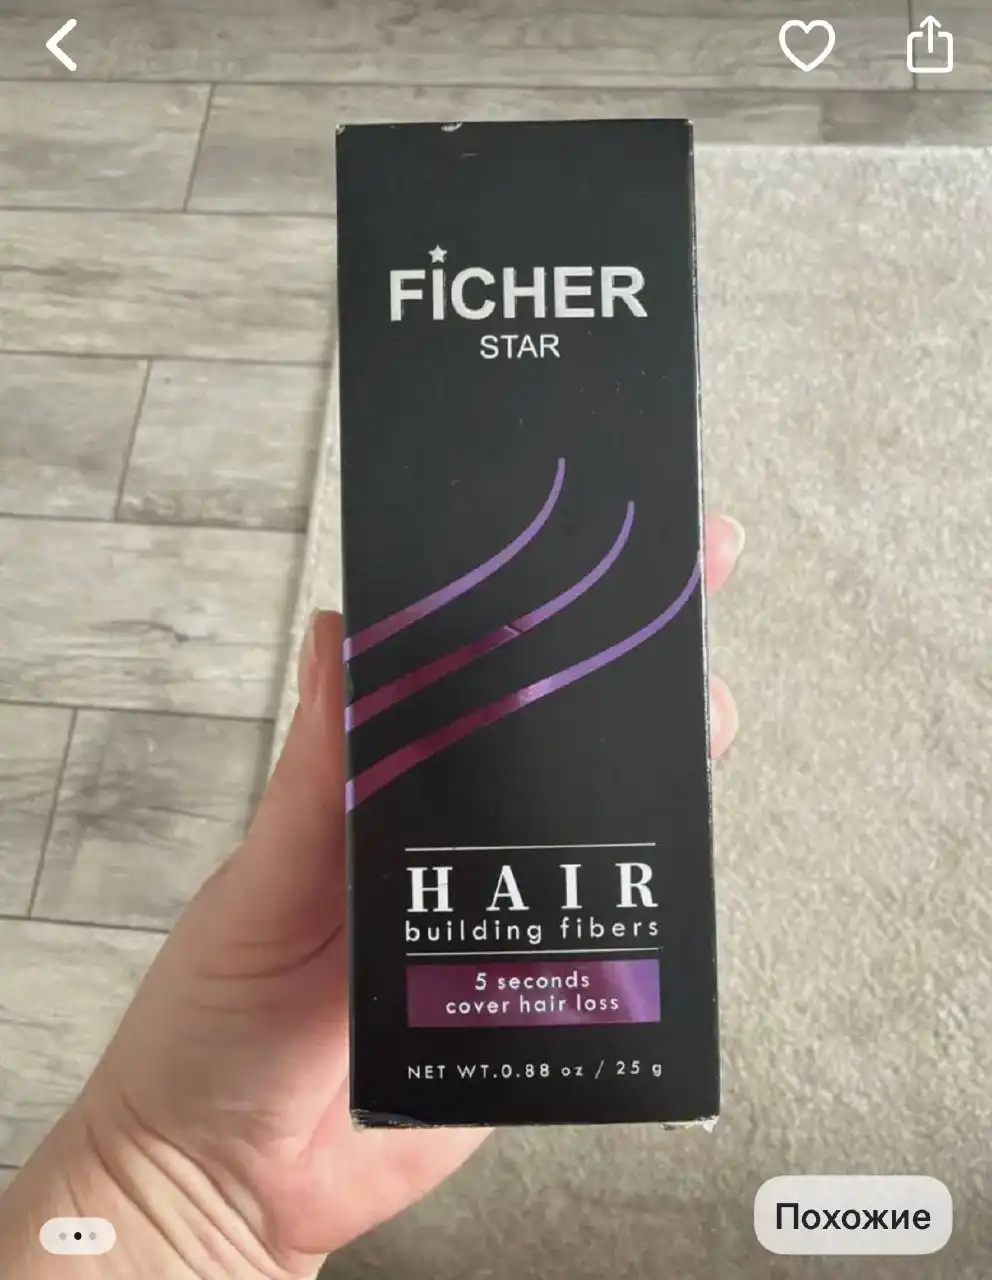 FICHER
STAR
HAIR
building fibers
5 seconds
cover hair loss
NET WT.0.88 oz / 25 g
Похожие